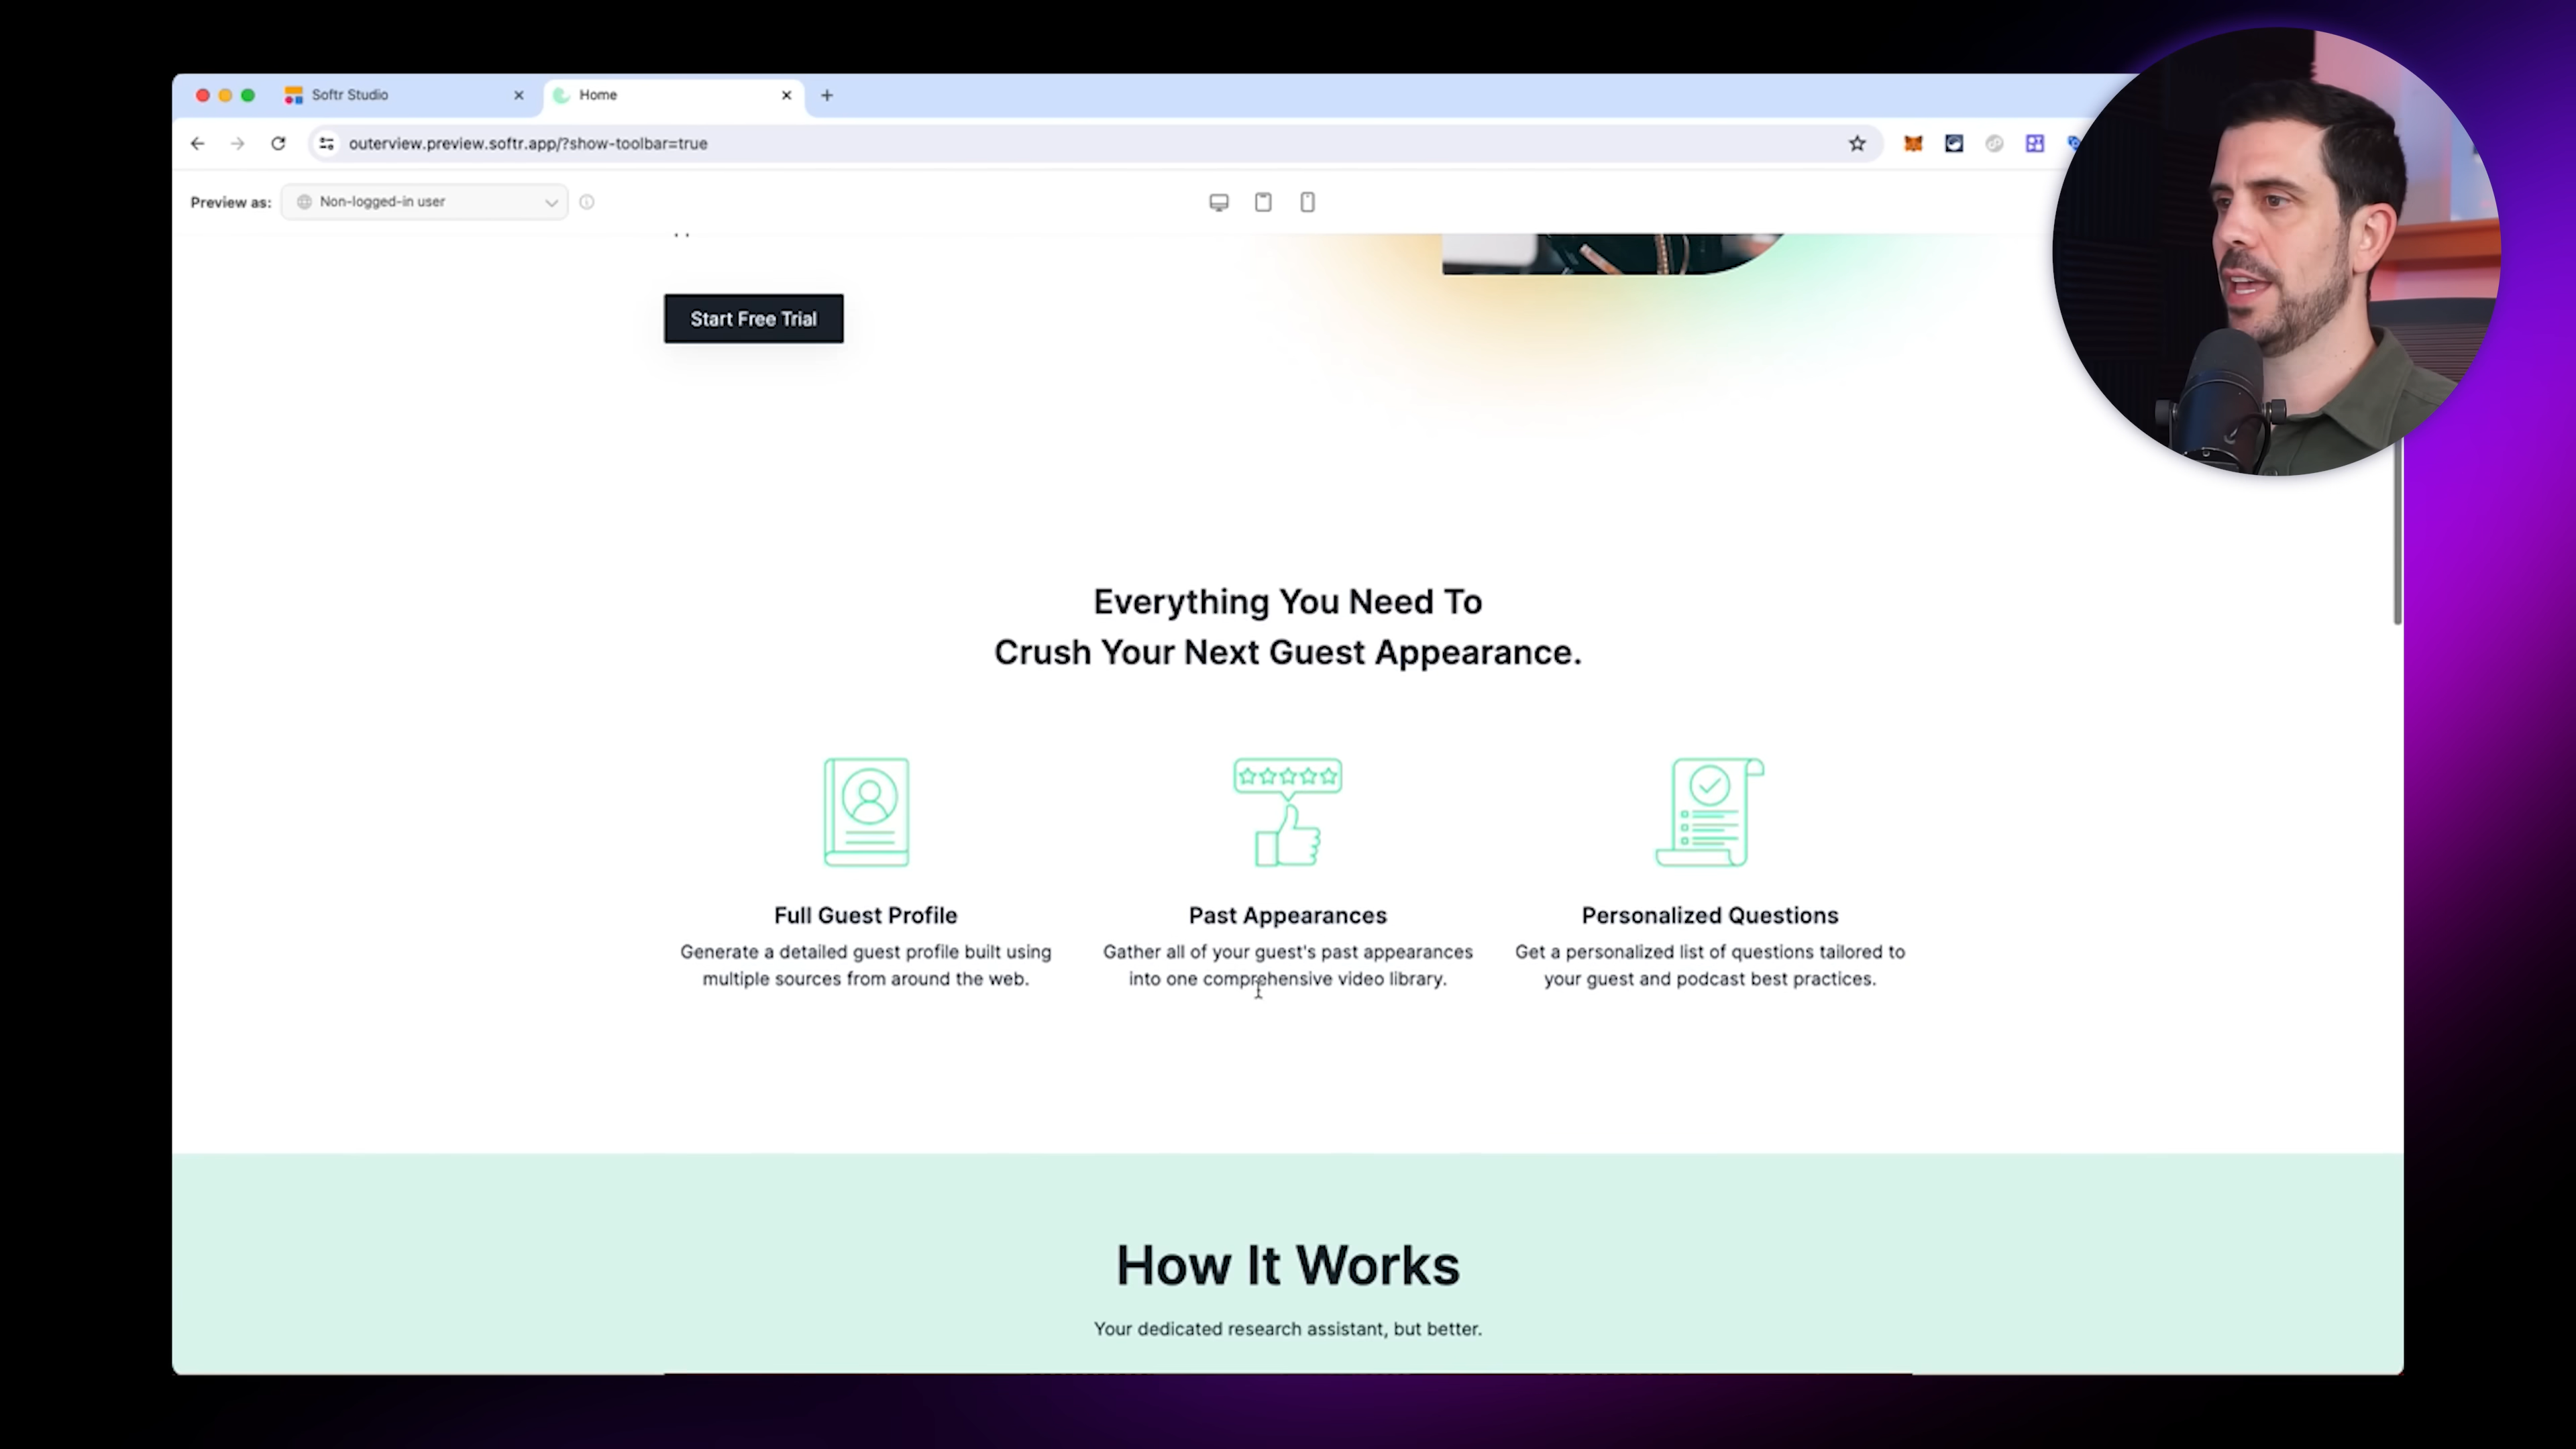 Softr Studio
Home
outerview.preview.softr.app/?show-toolbar=true
Preview as:
Non-logged-in user
Start Free Trial
Everything You Need To
Crush Your Next Guest Appearance.
Full Guest Profile
Generate a detailed guest profile built using
multiple sources from around the web.
Past Appearances
Gather all of your guest's past appearances
into one comprehensive video library.
Personalized Questions
Get a personalized list of questions tailored to
your guest and podcast best practices.
How It Works
Your dedicated research assistant, but better.